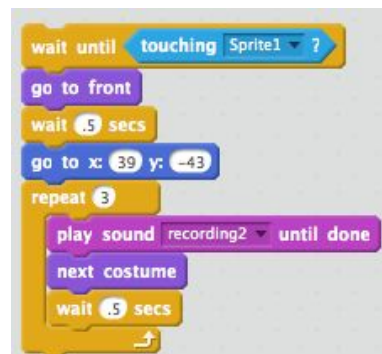 wait until touching Sprite1 ?
go to front
wait .5 secs
go to x: 39 y: -43
repeat 3
play sound recording2 until done
next costume
wait .5 secs